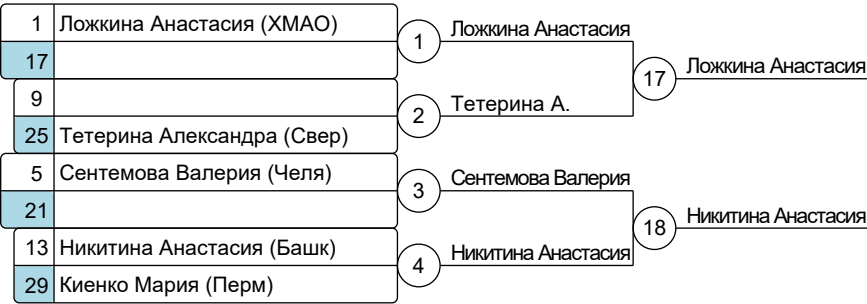 1 Ложкина Анастасия (ХМАО)
17
1
Ложкина Анастасия
9
25 Тетерина Александра (Свер)
2
Тетерина А.
17
Ложкина Анастасия
5 Сентемова Валерия (Челя)
21
3
Сентемова Валерия
13 Никитина Анастасия (Башк)
29 Киенко Мария (Перм)
4
Никитина Анастасия
18
Никитина Анастасия